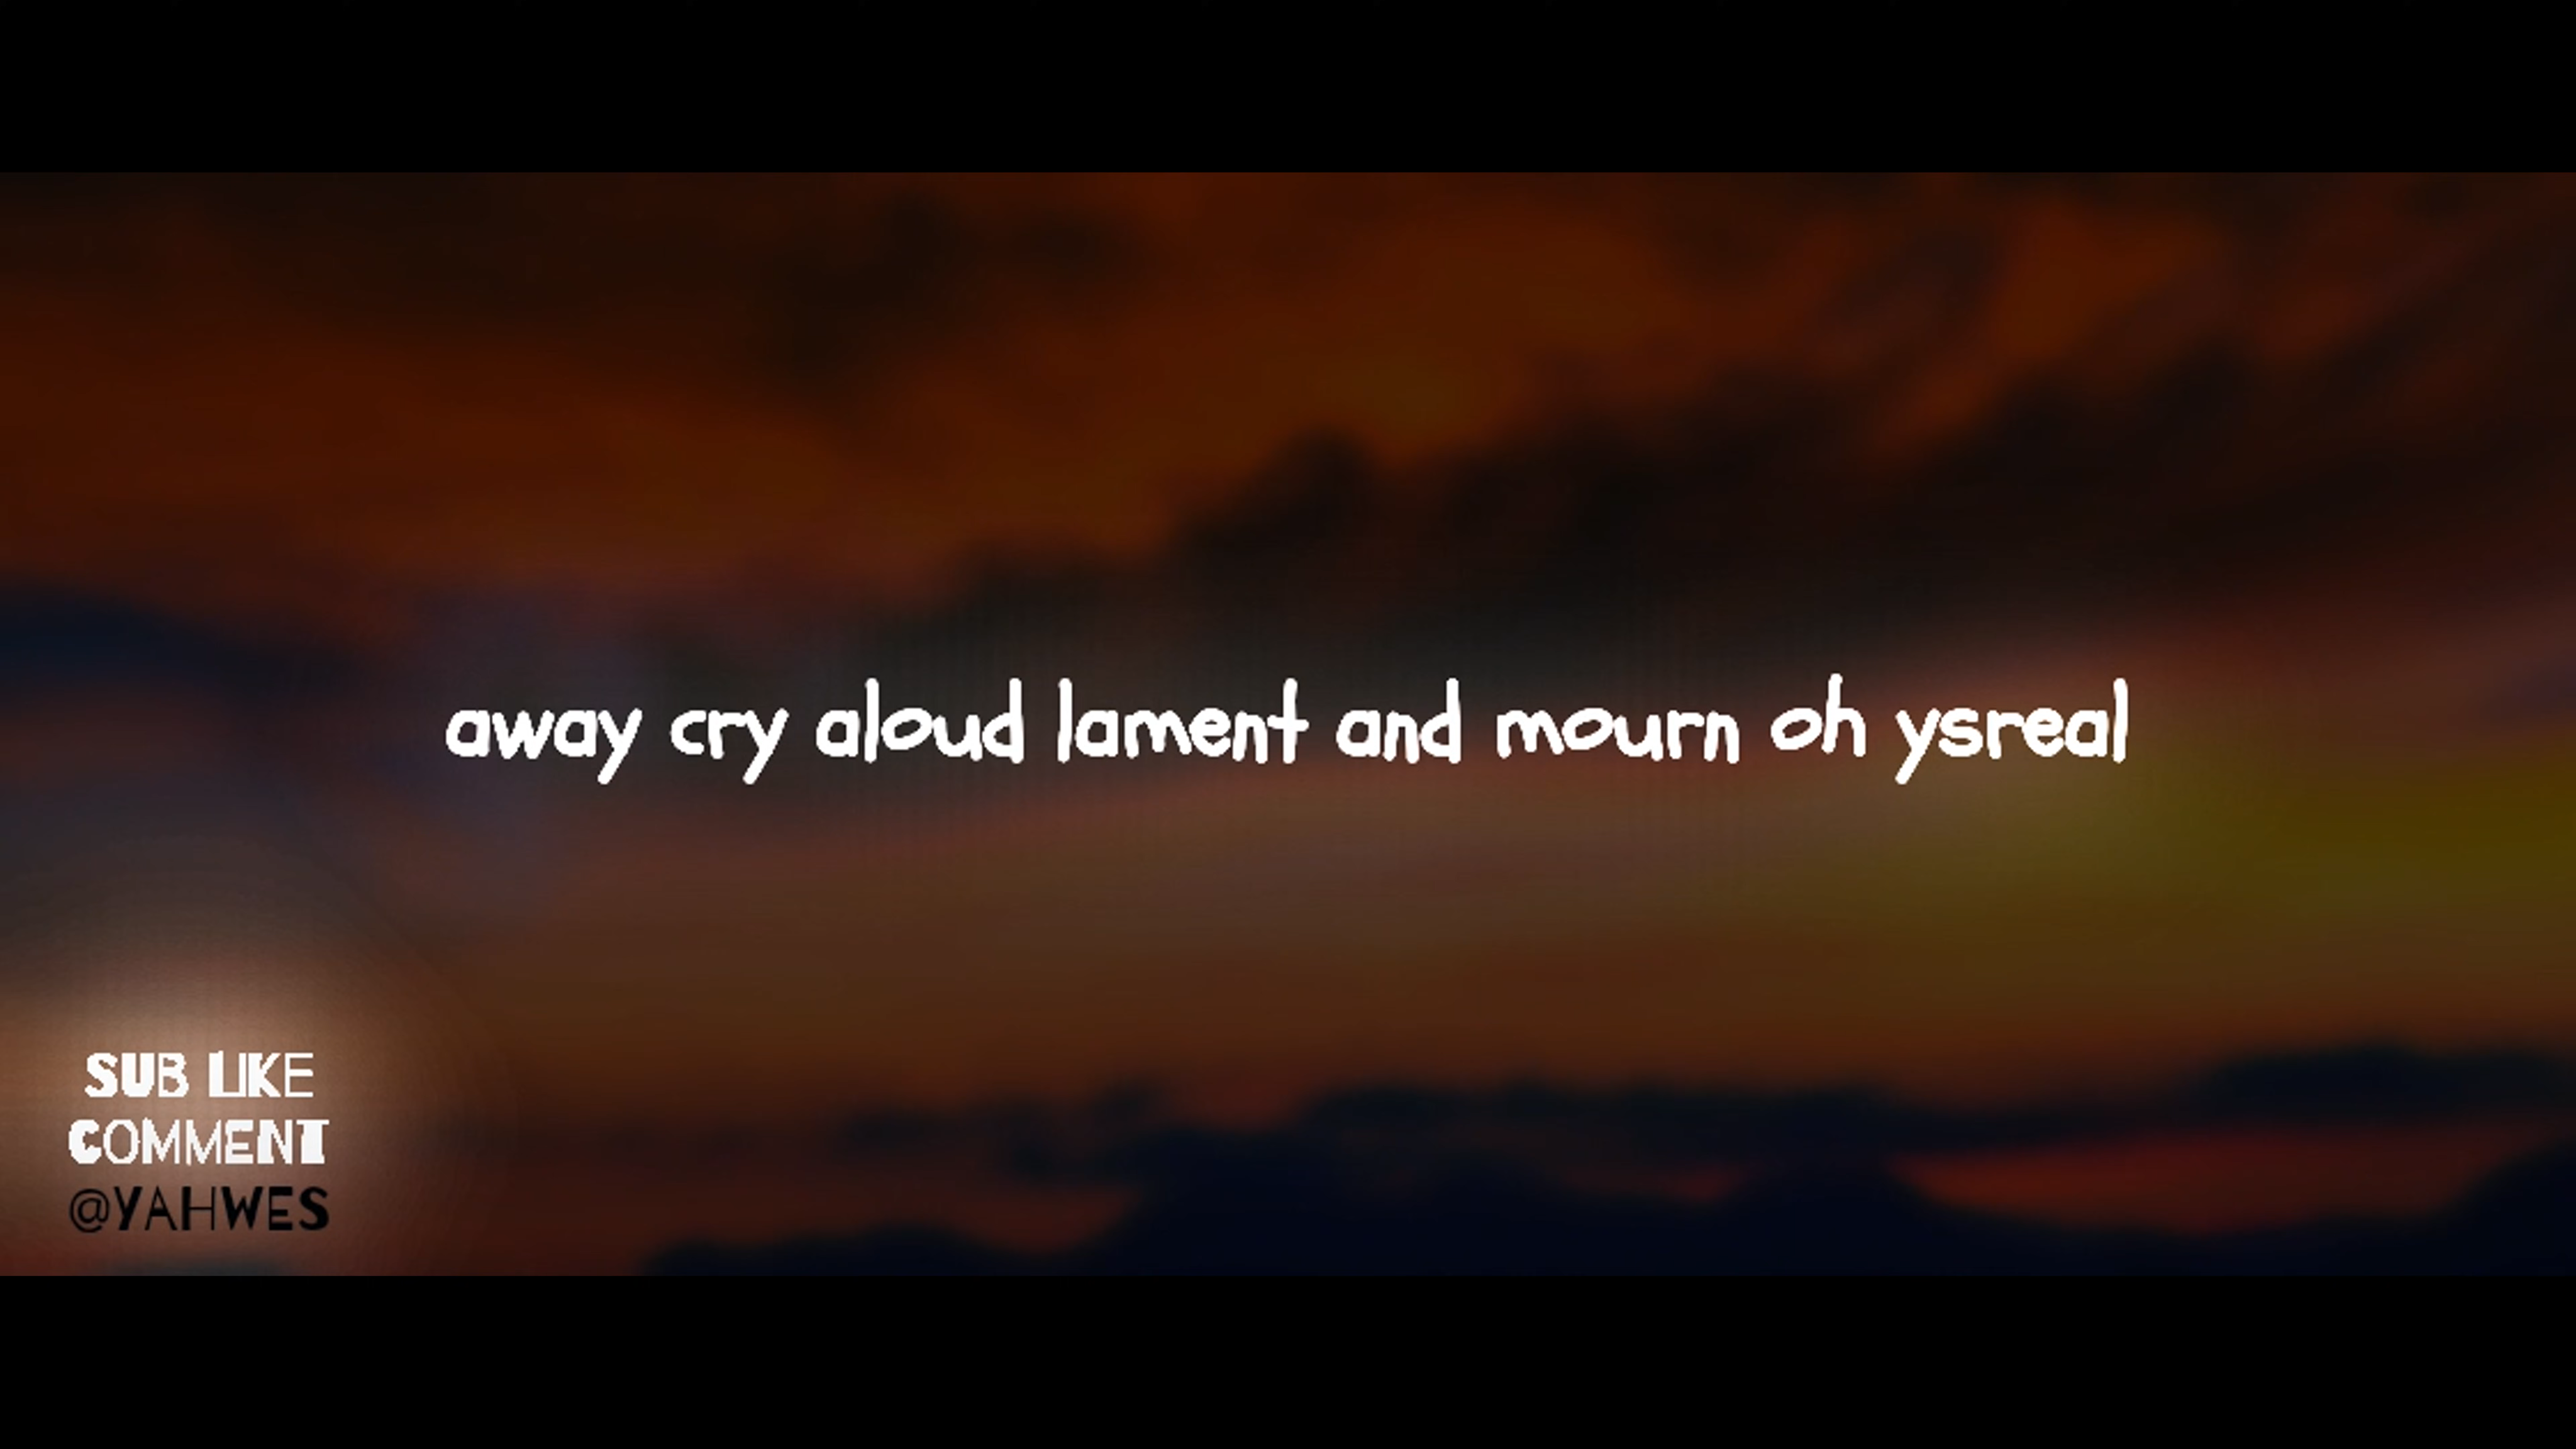 away cry aloud lament and mourn oh ysreal
SUB LIKE
COMMENT
@YAHWES